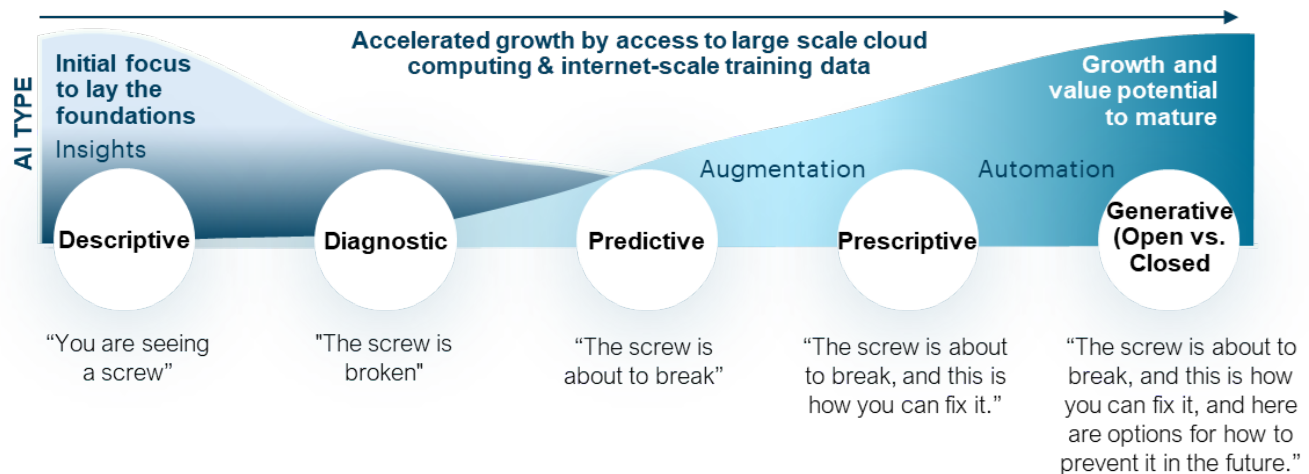 Accelerated growth by access to large scale cloud
computing & internet-scale training data
AI TYPE
Initial focus
to lay the
foundations
Insights
Growth and
value potential
to mature
Augmentation
Automation
Descriptive
Diagnostic
Predictive
Prescriptive
Generative
(Open vs.
Closed
“You are seeing
a screw”
"The screw is
broken"
“The screw is
about to break”
“The screw is about
to break, and this is
how you can fix it.”
“The screw is about to
break, and this is how
you can fix it, and here
are options for how to
prevent it in the future.”